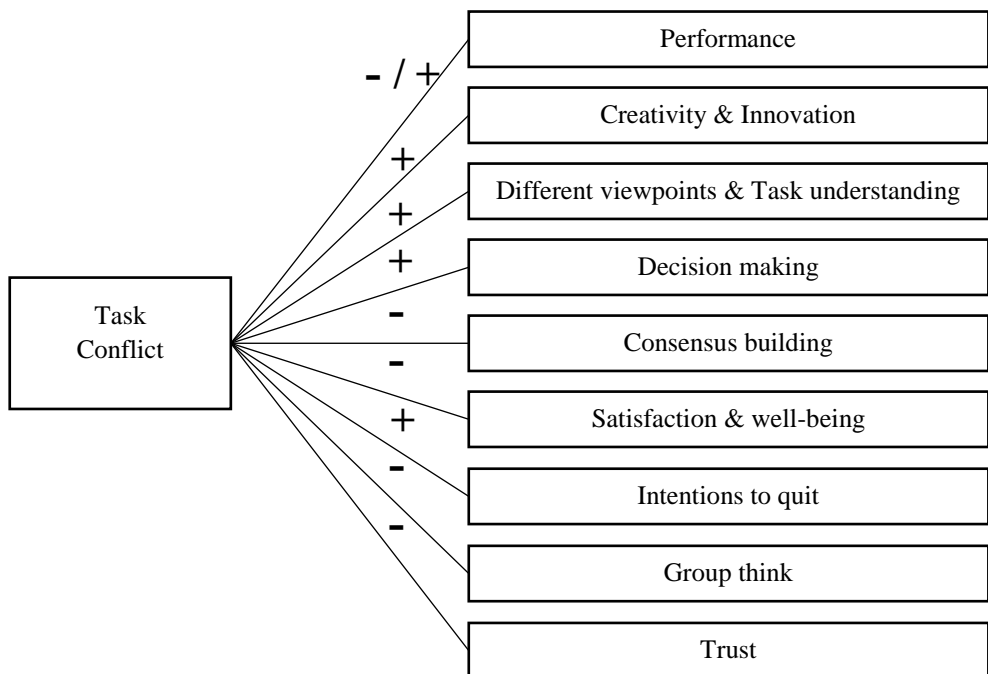 Performance
- / +
Creativity & Innovation
+
Different viewpoints & Task understanding
+
+
Decision making
Task
Conflict
-
Consensus building
-
Satisfaction & well-being
+
-
Intentions to quit
-
Group think
Trust